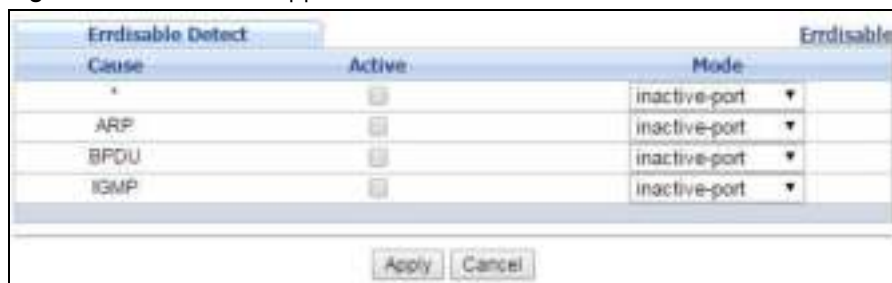 Errdisable Detect Errdisable
Cause Active Mode
* inactive-port
ARP inactive-port
BPDU inactive-port
IGMP inactive-port
Apply Cancel